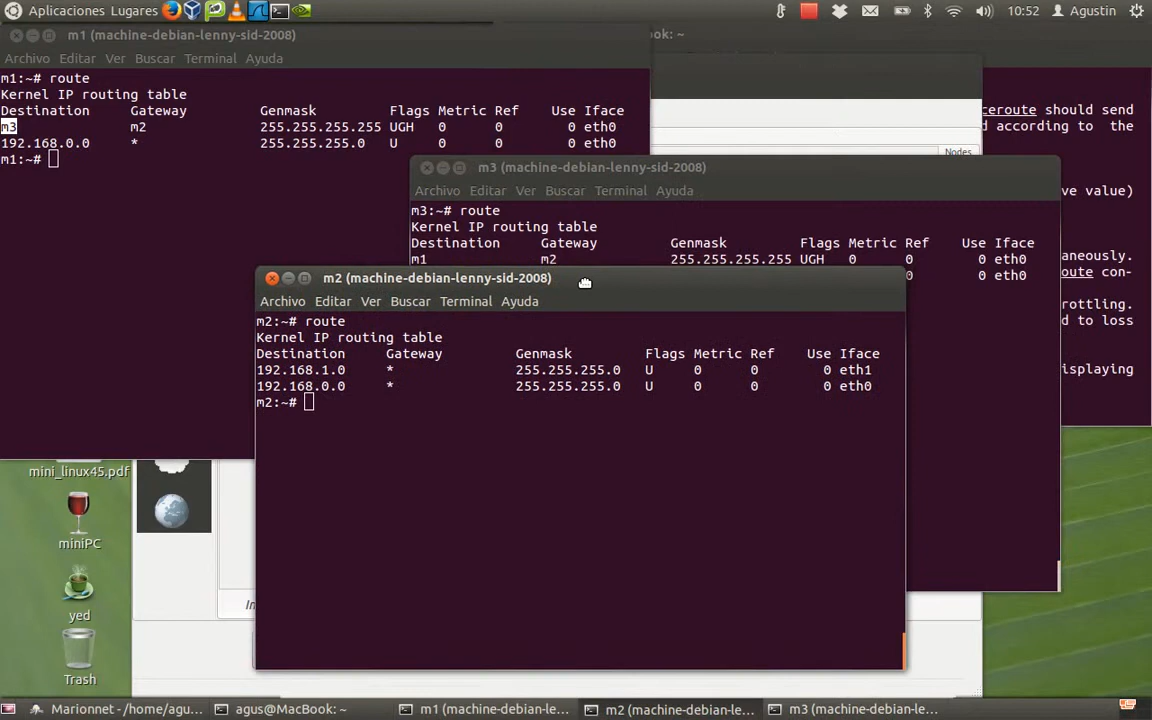 Aplicaciones Lugares
10:52 Agustin
m1 (machine-debian-lenny-sid-2008)
Archivo Editar Ver Buscar Terminal Ayuda
m1:~# route
Kernel IP routing table
Destination Gateway Genmask Flags Metric Ref Use Iface
m3 m2 255.255.255.255 UGH 0 0 0 eth0
192.168.0.0 * 255.255.255.0 U 0 0 0 eth0
m1:~#
ook: ~
ceroute should send
d according to the
Nodes
ve value)
aneously.
oute con-
rottling.
d to loss
isplaying
m3 (machine-debian-lenny-sid-2008)
Archivo Editar Ver Buscar Terminal Ayuda
m3:~# route
Kernel IP routing table
Destination Gateway Genmask Flags Metric Ref Use Iface
m1 m2 255.255.255.255 UGH 0 0 0 eth0
0 0 eth0
m2 (machine-debian-lenny-sid-2008)
Archivo Editar Ver Buscar Terminal Ayuda
m2:~# route
Kernel IP routing table
Destination Gateway Genmask Flags Metric Ref Use Iface
192.168.1.0 * 255.255.255.0 U 0 0 0 eth1
192.168.0.0 * 255.255.255.0 U 0 0 0 eth0
m2:~#
mini_linux45.pdf
miniPC
yed
Trash
In
Marionnet - /home/agu...
agus@MacBook: ~
m1 (machine-debian-le...
m2 (machine-debian-le...
m3 (machine-debian-le...